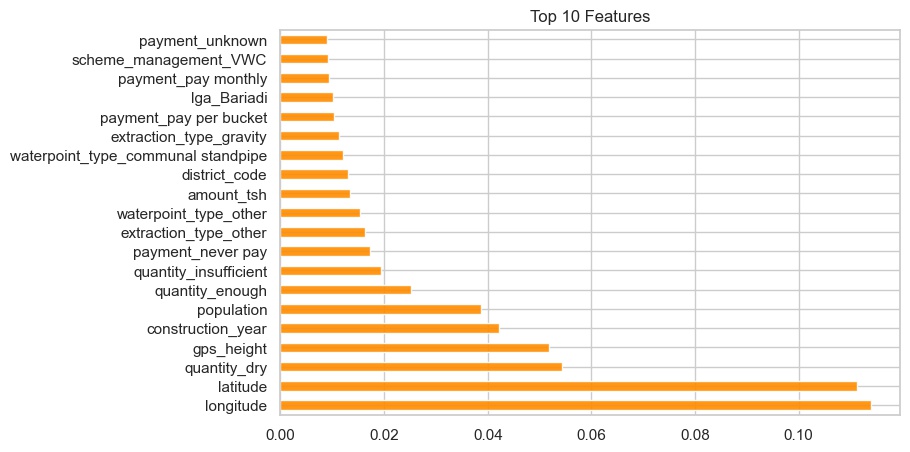 Top 10 Features
payment_unknown
scheme_management_VWC
payment_pay monthly
lga_Bariadi
payment_pay per bucket
extraction_type_gravity
waterpoint_type_communal standpipe
district_code
amount_tsh
waterpoint_type_other
extraction_type_other
payment_never pay
quantity_insufficient
quantity_enough
population
construction_year
gps_height
quantity_dry
latitude
longitude
0.00 0.02 0.04 0.06 0.08 0.10